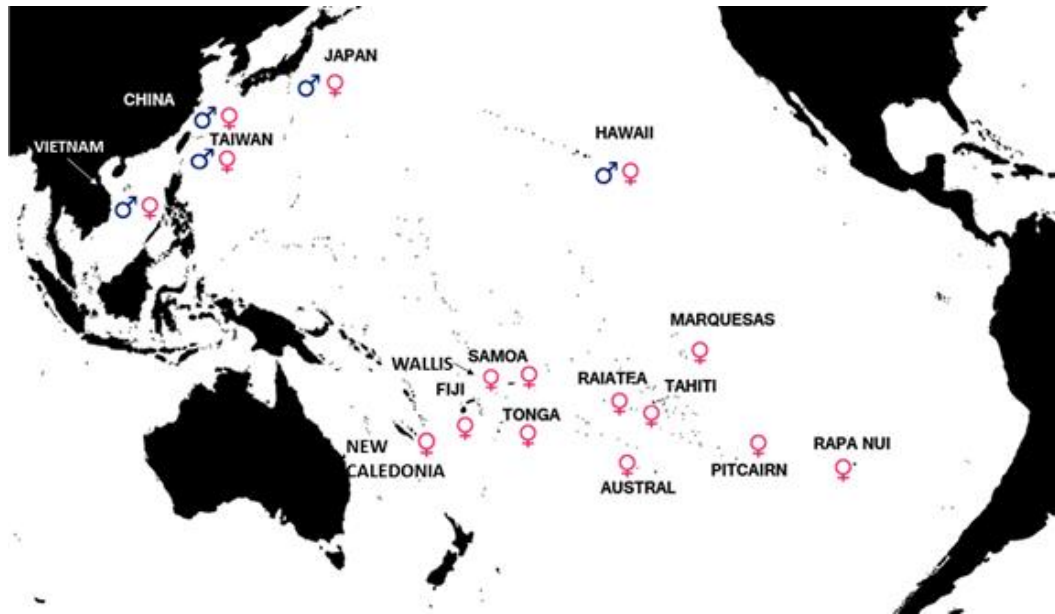 JAPAN
CHINA
TAIWAN
VIETNAM
HAWAII
MARQUESAS
WALLIS
SAMOA
FIJI
RAIATEA
TAHITI
TONGA
NEW
CALEDONIA
AUSTRAL
PITCAIRN
RAPA NUI